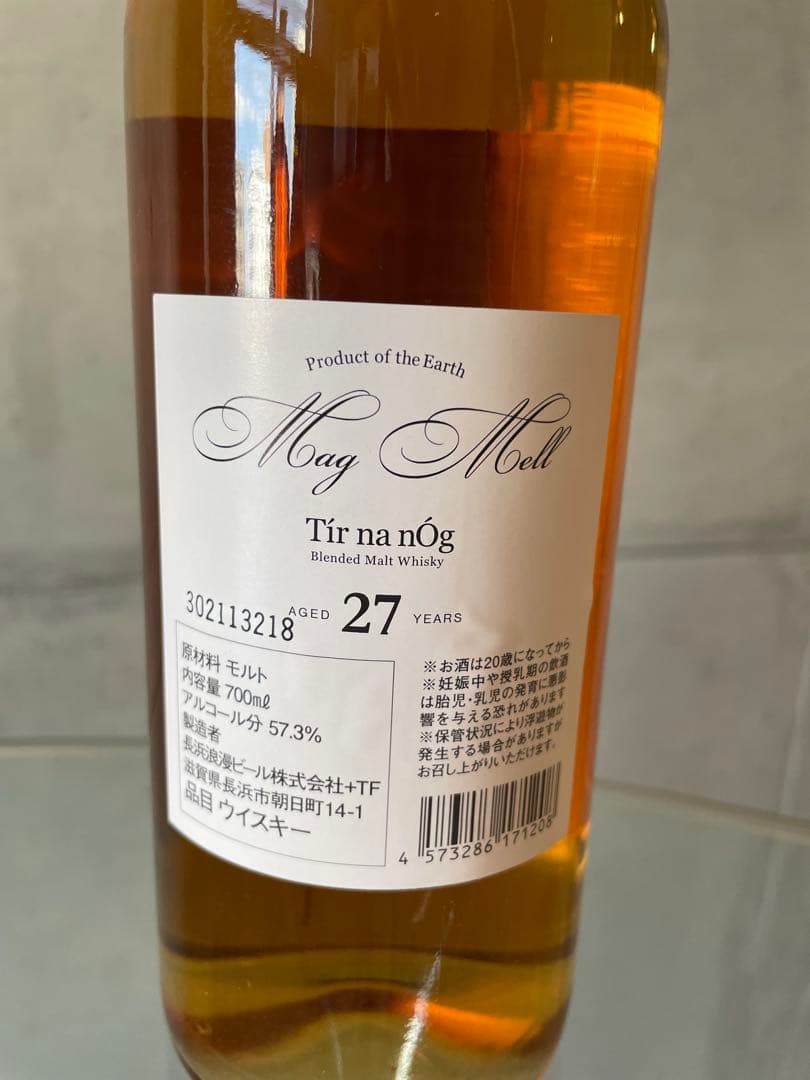 Product of the Earth
Mag Mell
Tír na nÓg
Blended Malt Whisky
302113218
AGED 27 YEARS
原材料 モルト
内容量 700㎖
アルコール分 57.3%
製造者
長浜浪漫ビール株式会社+TF
滋賀県長浜市朝日町14-1
品目 ウイスキー
※お酒は20歳になってから
※妊娠中や授乳期の飲酒
は胎児・乳児の発育に悪影
響を与える恐れがあります
※保管状況により浮遊物が
発生する場合がありますが
お召し上がりいただけます。
4 573286 171208